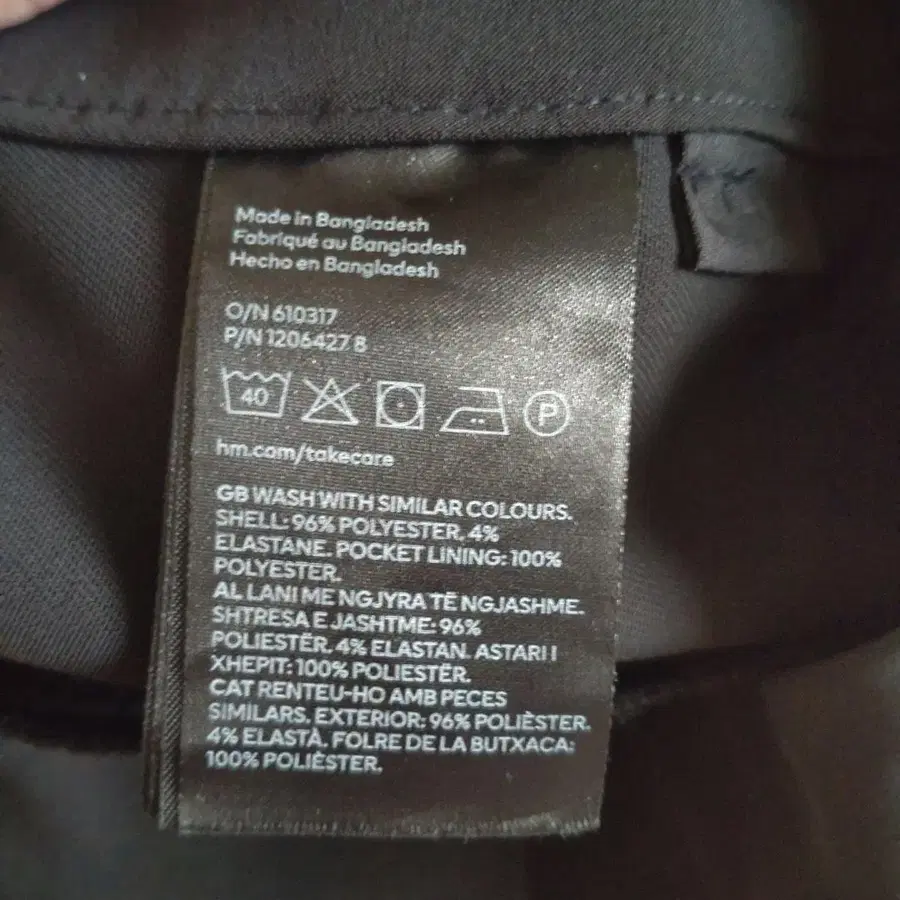 Made in Bangladesh
Fabriqué au Bangladesh
Hecho en Bangladesh
O/N 610317
P/N 1206427 8
40 P
hm.com/takecare
GB WASH WITH SIMILAR COLOURS.
SHELL: 96% POLYESTER, 4%
ELASTANE. POCKET LINING: 100%
POLYESTER.
AL LANI ME NGJYRA TË NGJASHME.
SHTRESA E JASHTME: 96%
POLIESTËR. 4% ELASTAN. ASTARI I
XHEPIT: 100% POLIESTËR.
CAT RENTEU-HO AMB PECES
SIMILARS. EXTERIOR: 96% POLIÈSTER.
4% ELASTÀ. FOLRE DE LA BUTXACA:
100% POLIÈSTER.